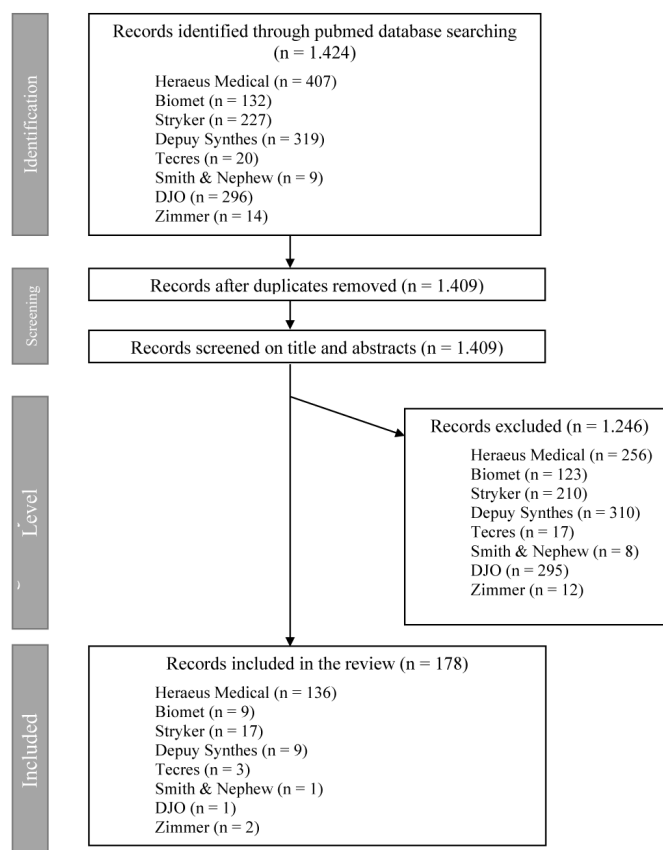 Identification
Records identified through pubmed database searching
(n = 1.424)
Heraeus Medical (n = 407)
Biomet (n = 132)
Stryker (n = 227)
Depuy Synthes (n = 319)
Tecres (n = 20)
Smith & Nephew (n = 9)
DJO (n = 296)
Zimmer (n = 14)
Screening
Records after duplicates removed (n = 1.409)
Records screened on title and abstracts (n = 1.409)
Level
Records excluded (n = 1.246)
Heraeus Medical (n = 256)
Biomet (n = 123)
Stryker (n = 210)
Depuy Synthes (n = 310)
Tecres (n = 17)
Smith & Nephew (n = 8)
DJO (n = 295)
Zimmer (n = 12)
Included
Records included in the review (n = 178)
Heraeus Medical (n = 136)
Biomet (n = 9)
Stryker (n = 17)
Depuy Synthes (n = 9)
Tecres (n = 3)
Smith & Nephew (n = 1)
DJO (n = 1)
Zimmer (n = 2)